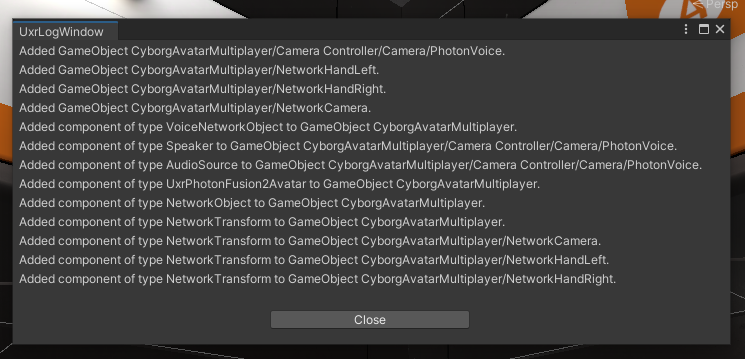 Persp
UxrLogWindow
Added GameObject CyborgAvatarMultiplayer/Camera Controller/Camera/PhotonVoice.
Added GameObject CyborgAvatarMultiplayer/NetworkHandLeft.
Added GameObject CyborgAvatarMultiplayer/NetworkHandRight.
Added GameObject CyborgAvatarMultiplayer/NetworkCamera.
Added component of type VoiceNetworkObject to GameObject CyborgAvatarMultiplayer.
Added component of type Speaker to GameObject CyborgAvatarMultiplayer/Camera Controller/Camera/PhotonVoice.
Added component of type AudioSource to GameObject CyborgAvatarMultiplayer/Camera Controller/Camera/PhotonVoice.
Added component of type UxrPhotonFusion2Avatar to GameObject CyborgAvatarMultiplayer.
Added component of type NetworkObject to GameObject CyborgAvatarMultiplayer.
Added component of type NetworkTransform to GameObject CyborgAvatarMultiplayer.
Added component of type NetworkTransform to GameObject CyborgAvatarMultiplayer/NetworkCamera.
Added component of type NetworkTransform to GameObject CyborgAvatarMultiplayer/NetworkHandLeft.
Added component of type NetworkTransform to GameObject CyborgAvatarMultiplayer/NetworkHandRight.
Close